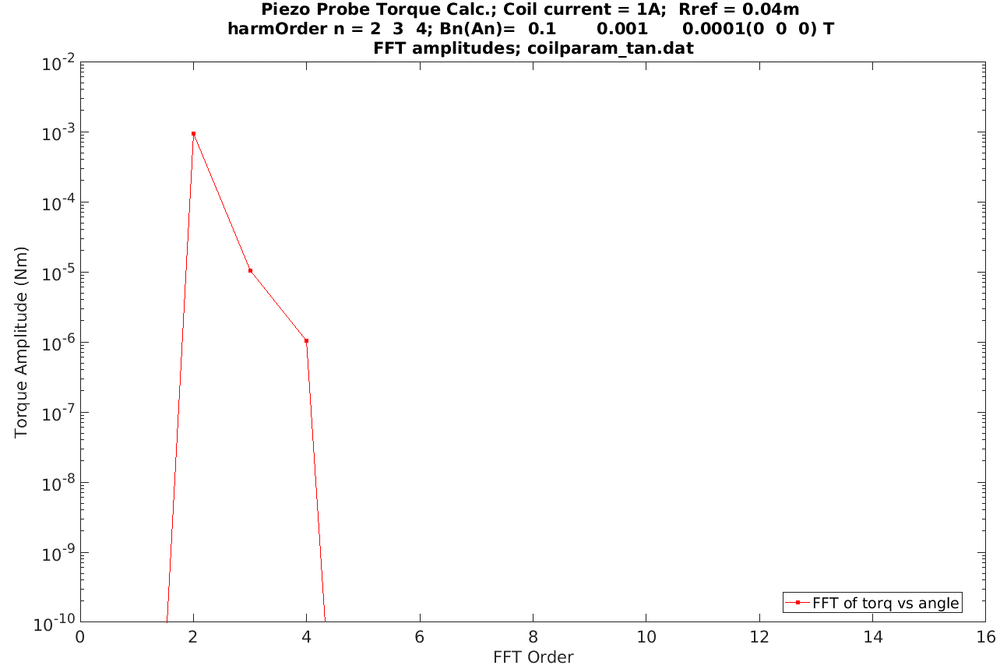 Piezo Probe Torque Calc.; Coil current = 1A;  Rref = 0.04m
harmOrder n = 2  3  4; Bn(An)=  0.1      0.001     0.0001(0  0  0) T
FFT amplitudes; coilparam_tan.dat
10^-2
10^-3
10^-4
10^-5
10^-6
10^-7
10^-8
10^-9
10^-10
Torque Amplitude (Nm)
FFT of torq vs angle
0 2 4 6 8 10 12 14 16
FFT Order